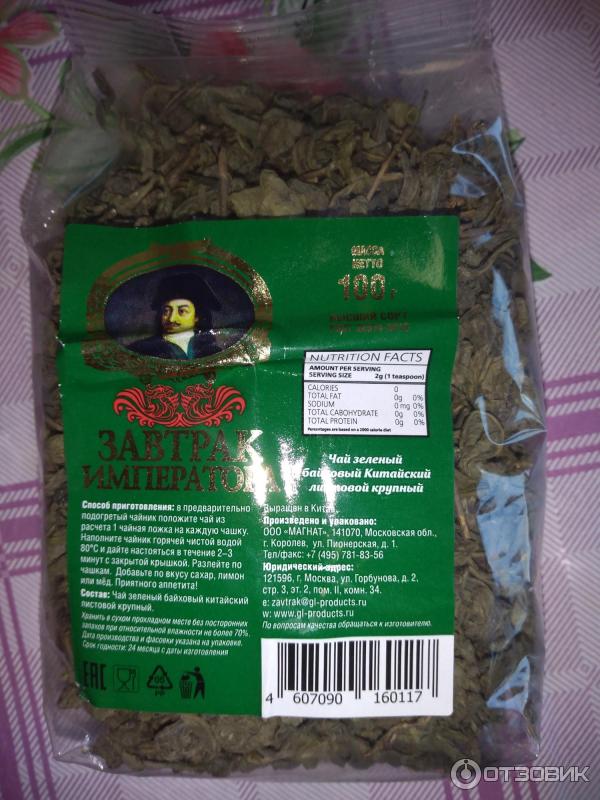 МАССА
НЕТТО
100 г
ВЫСШИЙ СОРТ
NUTRITION FACTS
AMOUNT PER SERVING
SERVING SIZE 2g (1 teaspoon)
CALORIES 0
TOTAL FAT 0g 0%
SODIUM 0 mg 0%
TOTAL CABOHYDRATE 0g 0%
TOTAL PROTEIN 0g 0%
Percentages are based on a 2000 calorie diet
ЗАВТРАК
ИМПЕРАТОРА
Чай зеленый
байховый Китайский
листовой крупный
Способ приготовления: в предварительно
подогретый чайник положите чай из
расчета 1 чайная ложка на каждую чашку.
Наполните чайник горячей чистой водой
80°С и дайте настояться в течение 2–3
минут с закрытой крышкой. Разлейте по
чашкам. Добавьте по вкусу сахар, лимон
или мёд. Приятного аппетита!
Состав: Чай зеленый байховый китайский
листовой крупный.
Хранить в сухом прохладном месте без посторонних
запахов при относительной влажности не более 70%.
Дата производства и фасовки указана на упаковке.
Срок годности: 24 месяца с даты изготовления
Выращен в Китае
Произведено и упаковано:
ООО «МАГНАТ», 141070, Московская обл.,
г. Королев, ул. Пионерская, д. 1.
Тел/факс: +7 (495) 781-83-56
Юридический адрес:
121596, г. Москва, ул. Горбунова, д. 2,
стр. 3, эт. 2, пом. II, комн. 34.
e: zavtrak@gl-products.ru
w: www.gl-products.ru
По вопросам качества обращаться к изготовителю.
EAC
PP
4 607090 160117
ОТЗОВИК